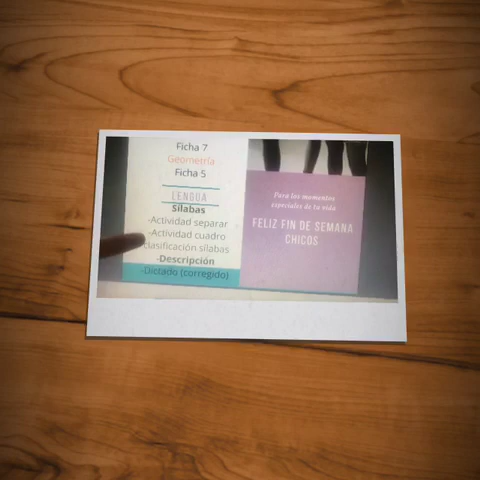 Ficha 7
Geometría
Ficha 5
LENGUA
Sílabas
-Actividad separar
-Actividad cuadro
clasificación sílabas
-Descripción
-Dictado (corregido)
Para los momentos
especiales de tu vida
FELIZ FIN DE SEMANA
CHICOS